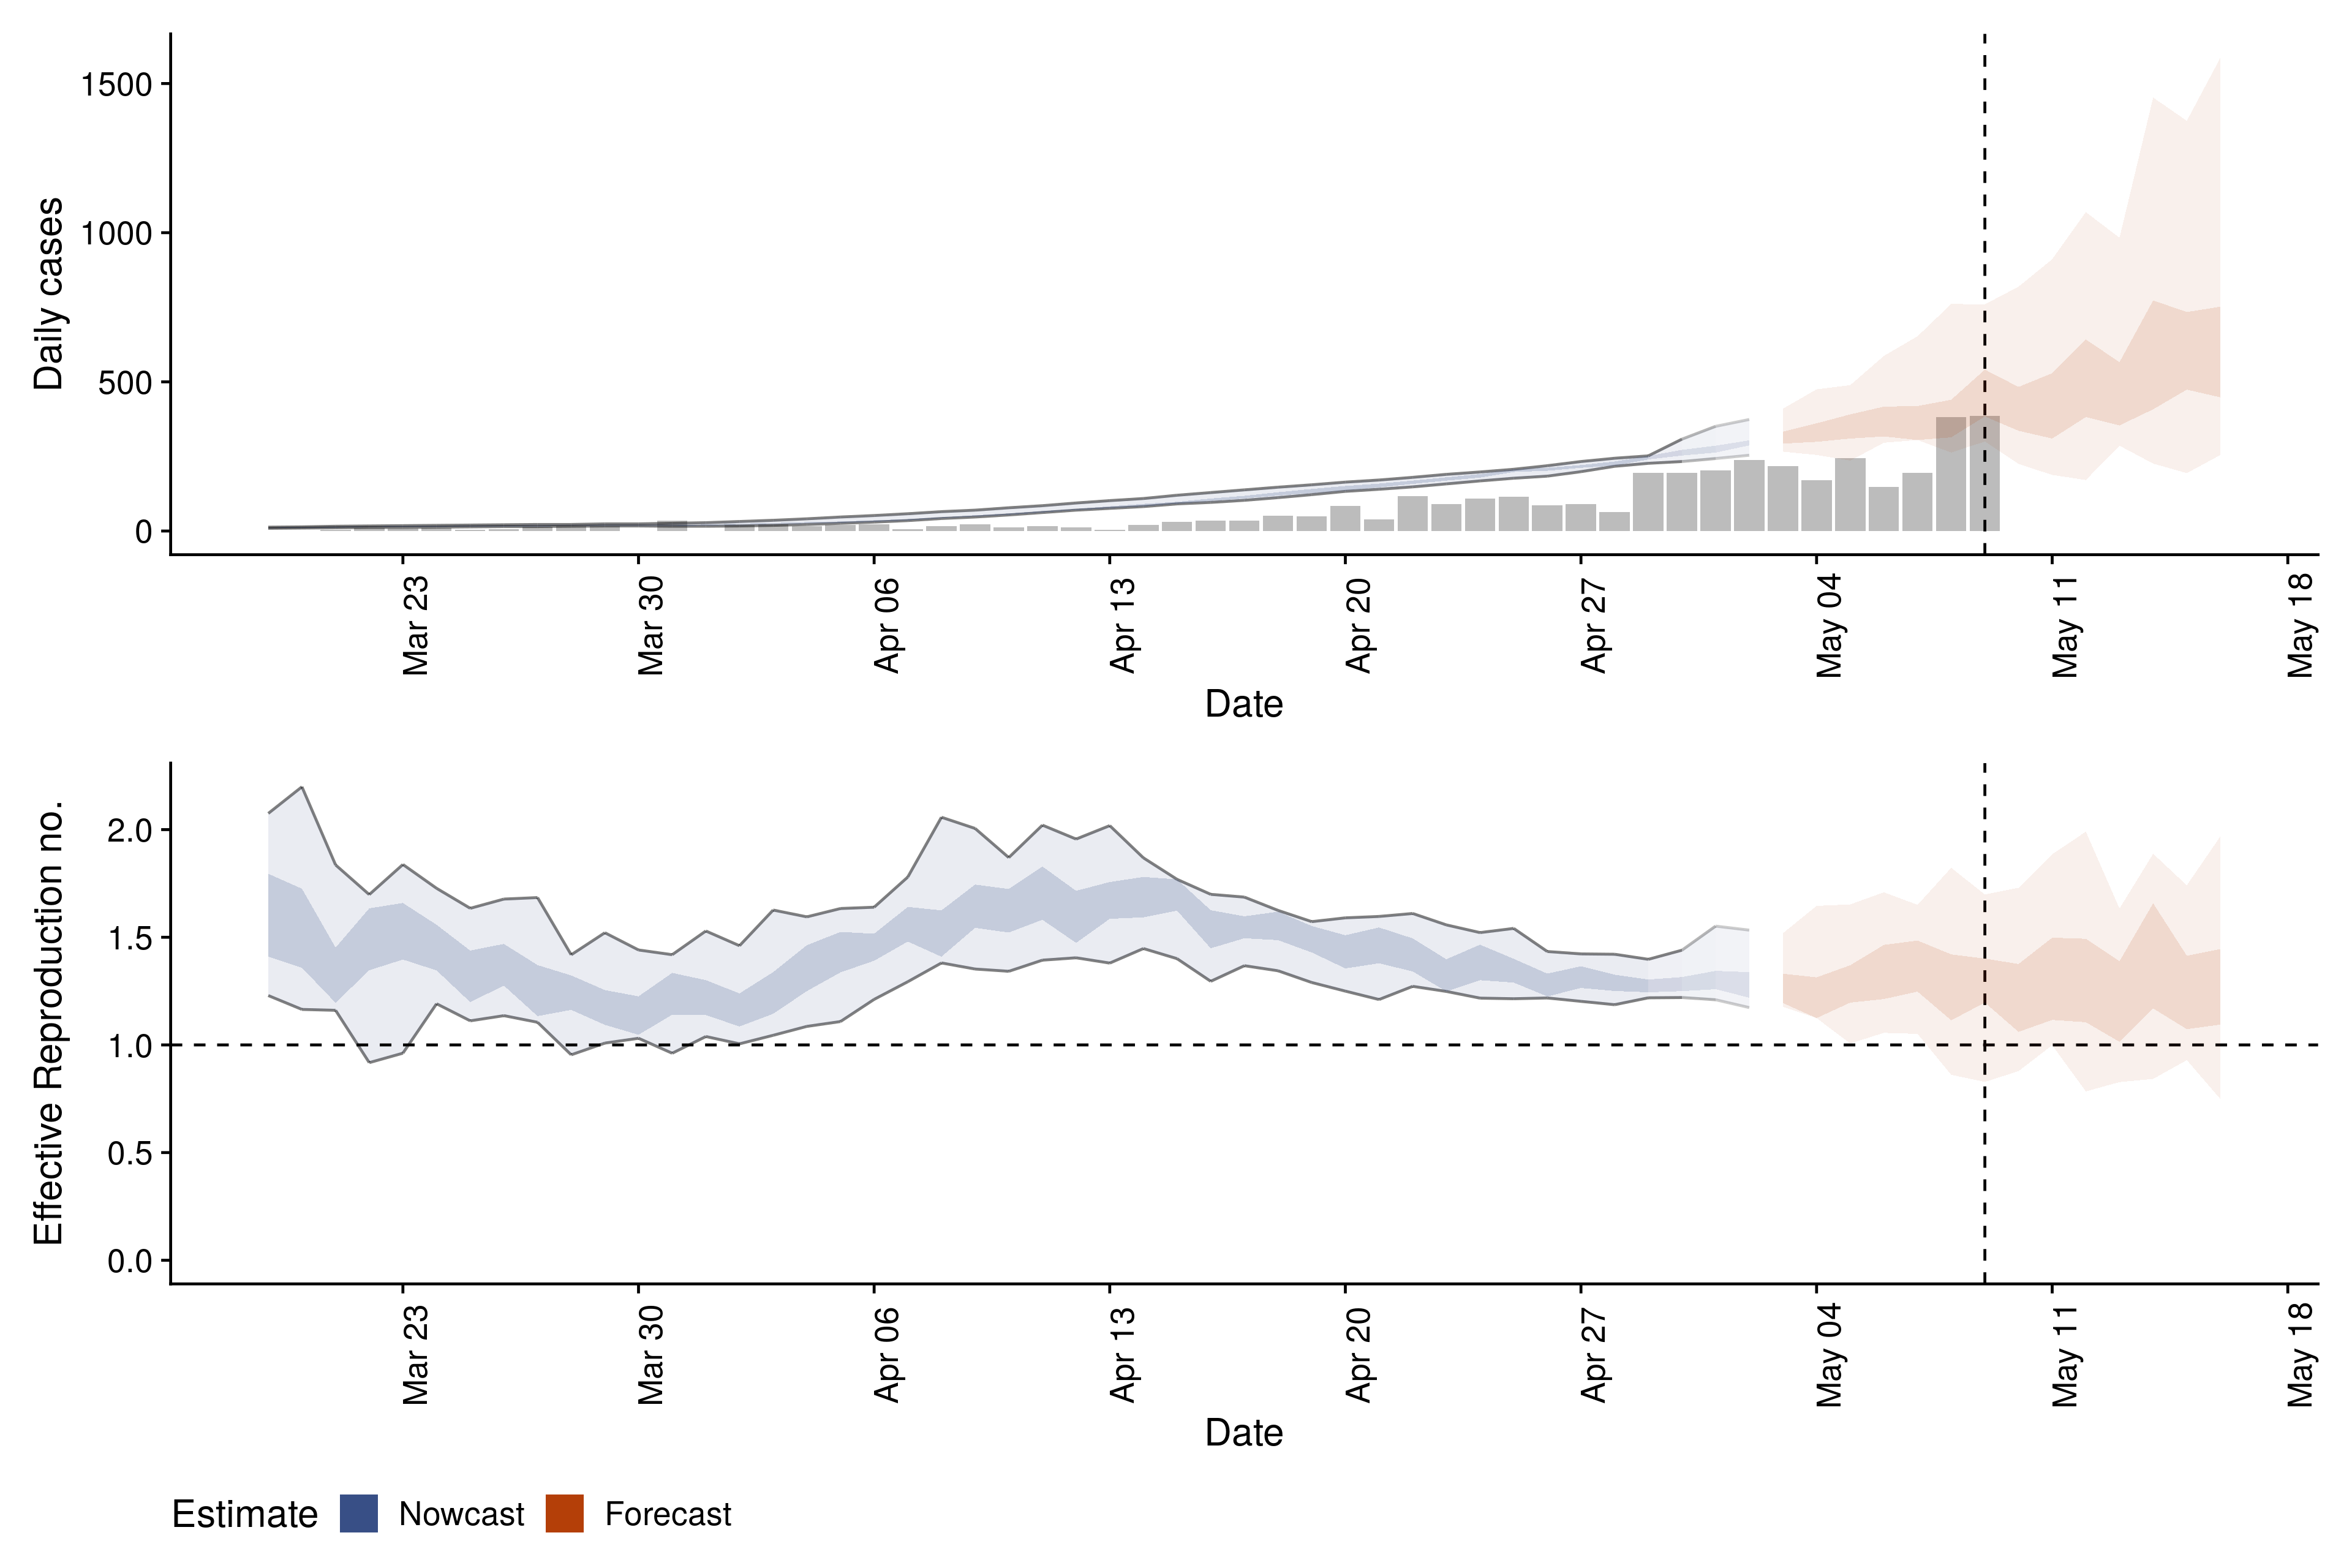 Daily cases
1500
1000
500
0
Mar 23
Mar 30
Apr 06
Apr 13
Apr 20
Apr 27
May 04
May 11
May 18
Date
Effective Reproduction no.
2.0
1.5
1.0
0.5
0.0
Mar 23
Mar 30
Apr 06
Apr 13
Apr 20
Apr 27
May 04
May 11
May 18
Date
Estimate Nowcast Forecast